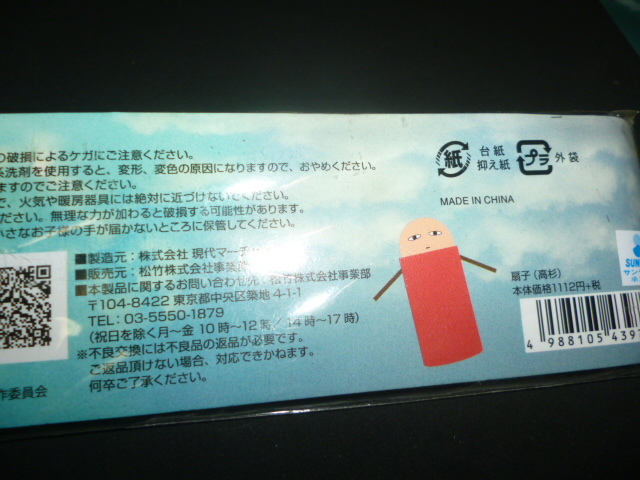 の破損によるケガにご注意ください。
系洗剤を使用すると、変形、変色の原因になりますので、おやめください。
ますのでご注意ください。
で、火気や暖房器具には絶対に近づけないでください。
ださい。無理な力が加わると破損する可能性があります。
小さなお子様の手が届かないところに保管してください。
■製造元：株式会社 現代マーチ
■販売元：松竹株式会社事業部
■本製品に関するお問い合わせ先：松竹株式会社事業部
〒104-8422 東京都中央区築地 4-1-1
TEL：03-5550-1879
（祝日を除く月～金 10時～12時／14時～17時）
※不良交換には不良品の返品が必要です。
ご返品頂けない場合、対応できかねます。
何卒ご了承ください。
作委員会
紙 台紙 抑え紙
プラ 外袋
MADE IN CHINA
扇子（高杉）
本体価格1112円+税
4 988105 439
SUN